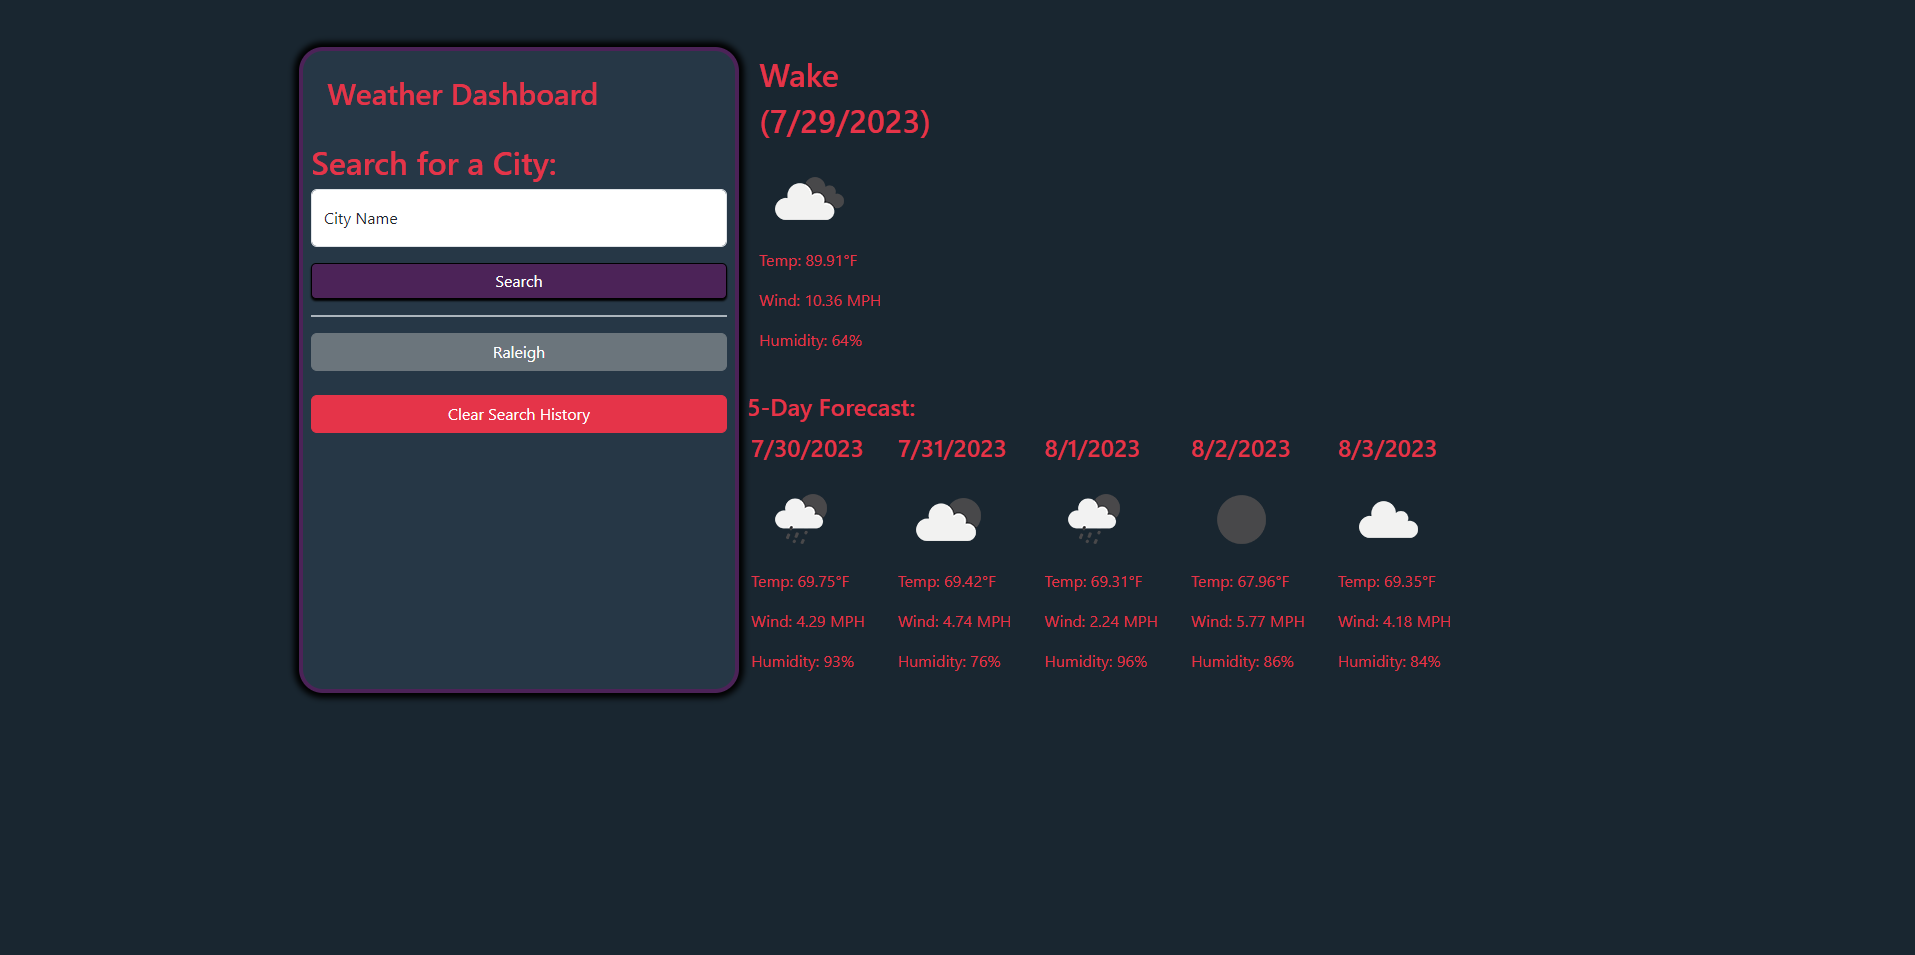 Weather Dashboard
Search for a City:
City Name
Search
Raleigh
Clear Search History
Wake
(7/29/2023)
Temp: 89.91°F
Wind: 10.36 MPH
Humidity: 64%
5-Day Forecast:
7/30/2023 7/31/2023 8/1/2023 8/2/2023 8/3/2023
Temp: 69.75°F Temp: 69.42°F Temp: 69.31°F Temp: 67.96°F Temp: 69.35°F
Wind: 4.29 MPH Wind: 4.74 MPH Wind: 2.24 MPH Wind: 5.77 MPH Wind: 4.18 MPH
Humidity: 93% Humidity: 76% Humidity: 96% Humidity: 86% Humidity: 84%